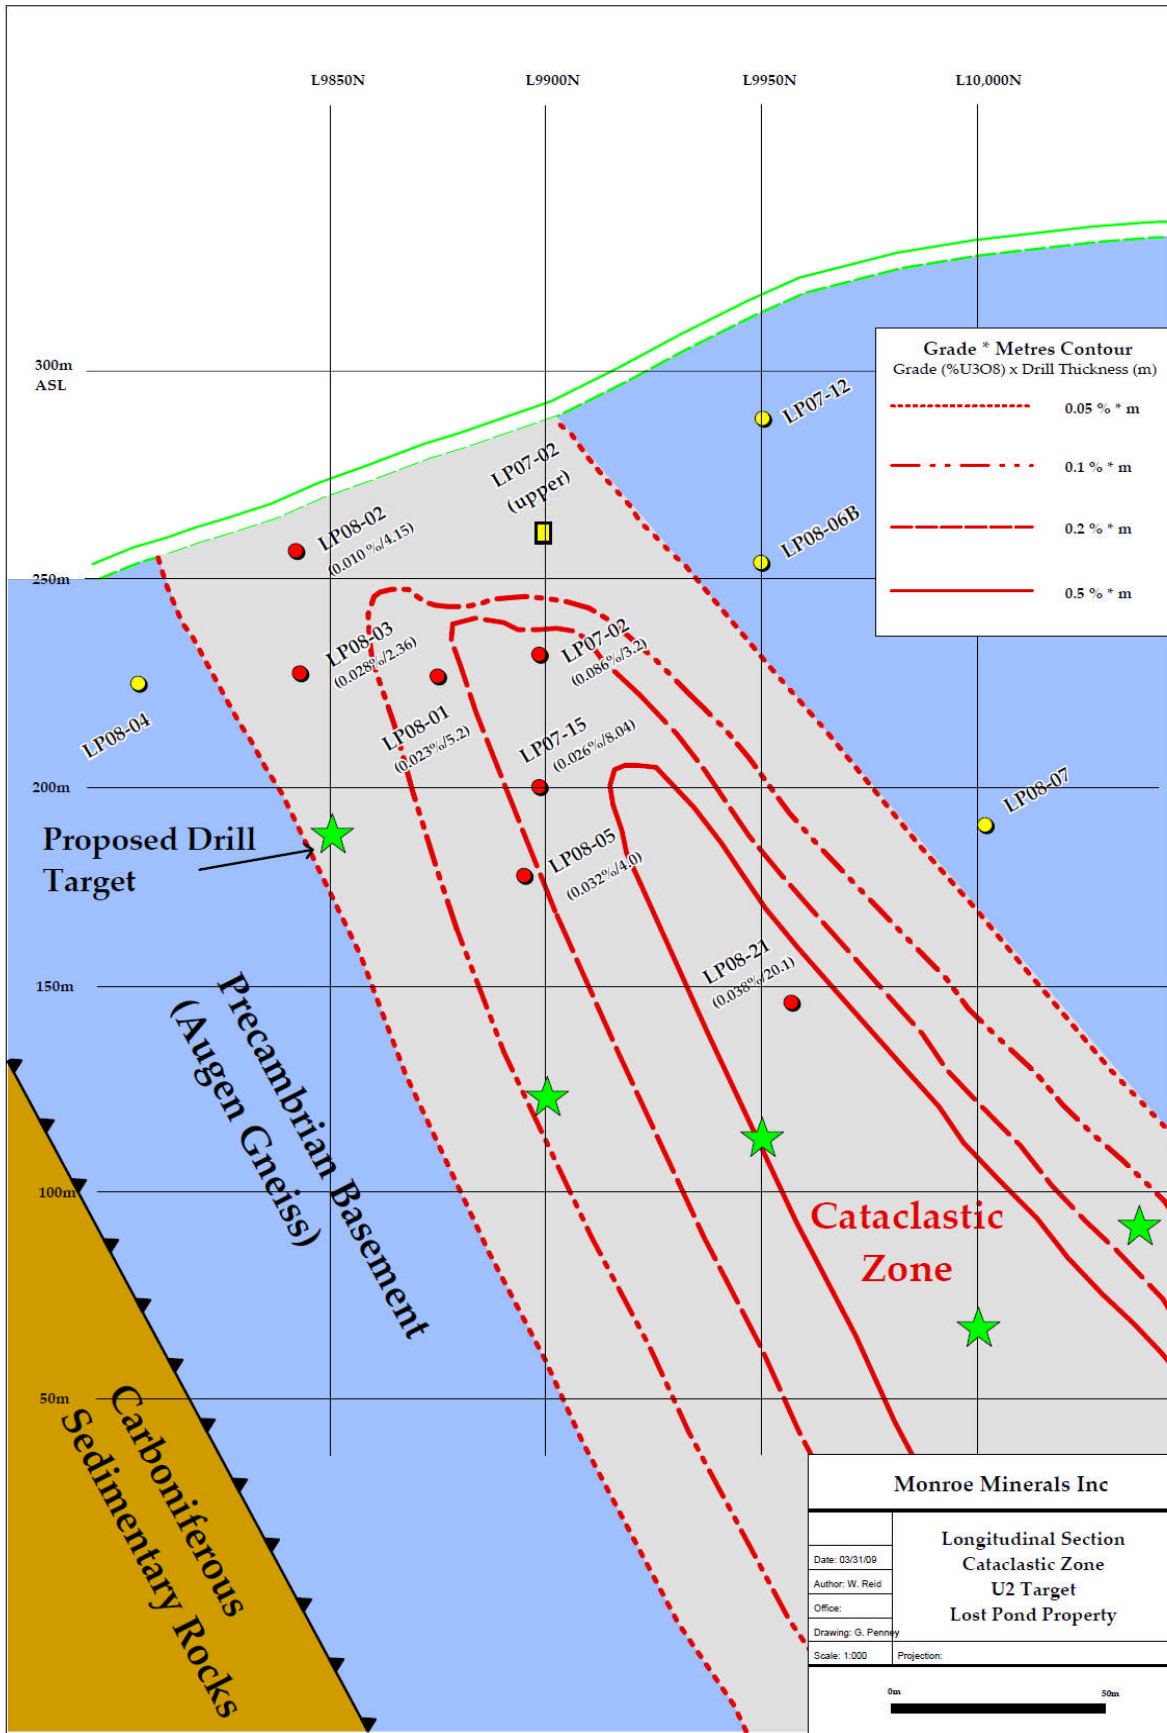 L9850N
L9900N
L9950N
L10,000N
300m
ASL
Grade * Metres Contour
Grade (%U3O8) x Drill Thickness (m)
0.05 % * m
0.1 % * m
0.2 % * m
0.5 % * m
LP07-12
LP07-02
(upper)
LP08-02
(0.010 %/4.15)
LP08-06B
250m
LP08-03
(0.028%/2.36)
LP07-02
(0.086%/3.2)
LP08-04
LP08-01
(0.023%/5.2)
LP07-15
(0.026%/8.04)
200m
LP08-07
Proposed Drill
Target
LP08-05
(0.032%/4.0)
LP08-21
(0.038%/20.1)
150m
Precambrian Basement
(Augen Gneiss)
100m
Cataclastic
Zone
50m
Carboniferous
Sedimentary Rocks
Monroe Minerals Inc
Longitudinal Section
Cataclastic Zone
U2 Target
Lost Pond Property
Date: 03/31/09
Author: W. Reid
Office:
Drawing: G. Penney
Scale: 1:000
Projection:
0m
50m